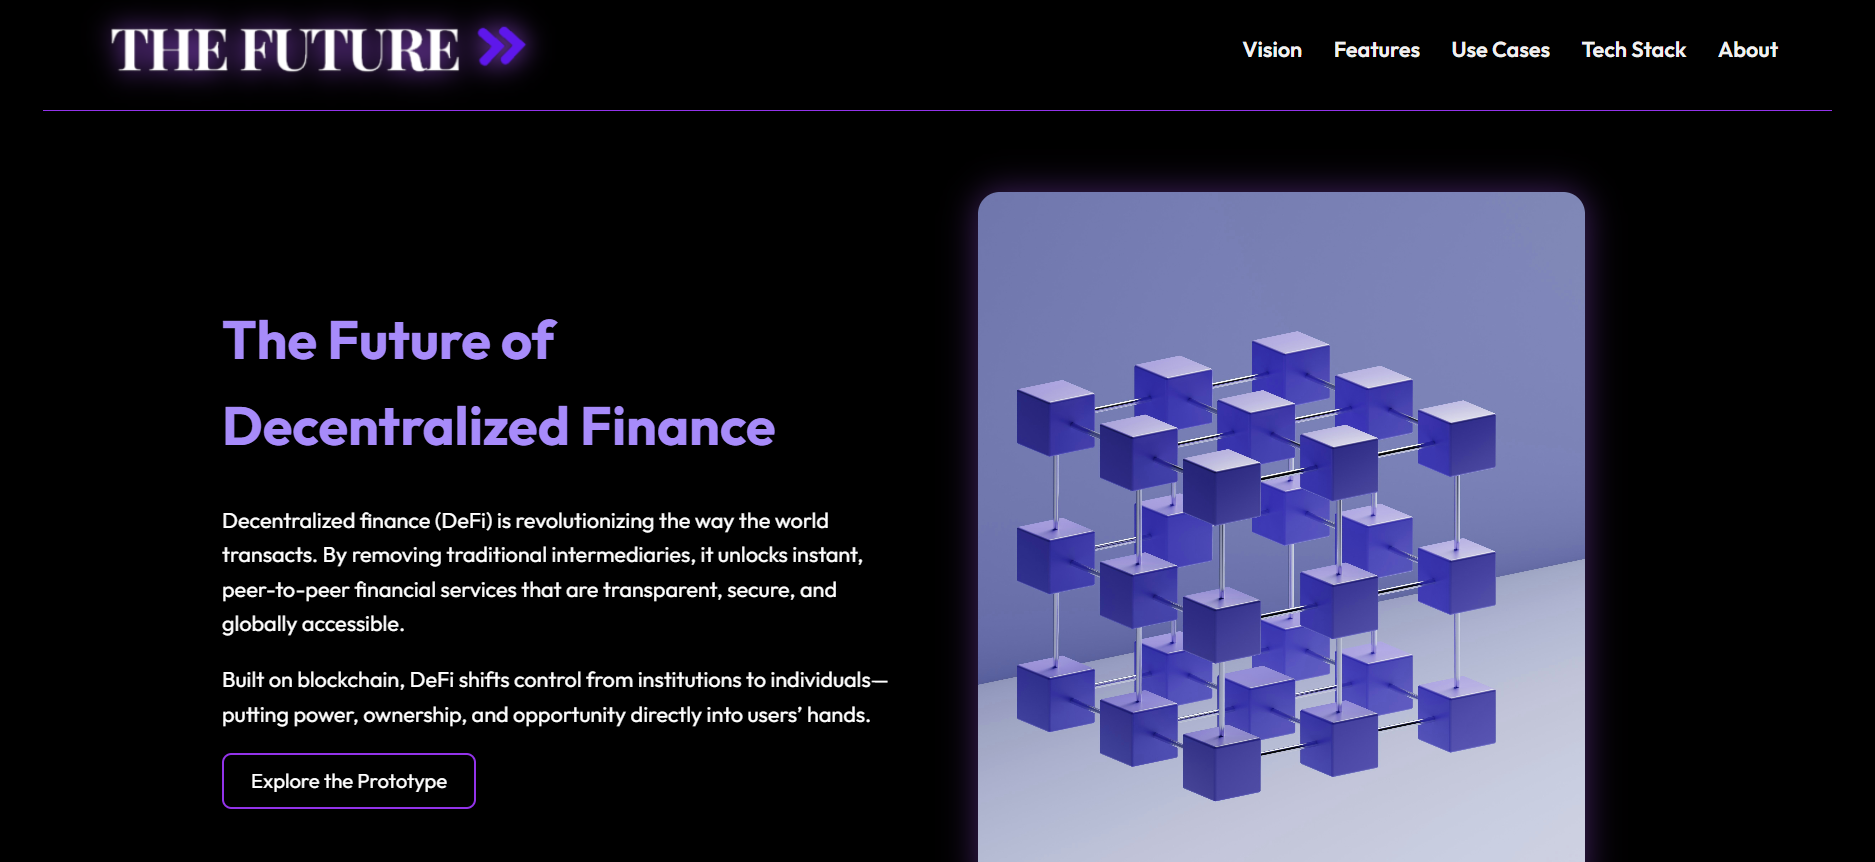 THE FUTURE
Vision Features Use Cases Tech Stack About
The Future of
Decentralized Finance
Decentralized finance (DeFi) is revolutionizing the way the world
transacts. By removing traditional intermediaries, it unlocks instant,
peer-to-peer financial services that are transparent, secure, and
globally accessible.
Built on blockchain, DeFi shifts control from institutions to individuals—
putting power, ownership, and opportunity directly into users’ hands.
Explore the Prototype